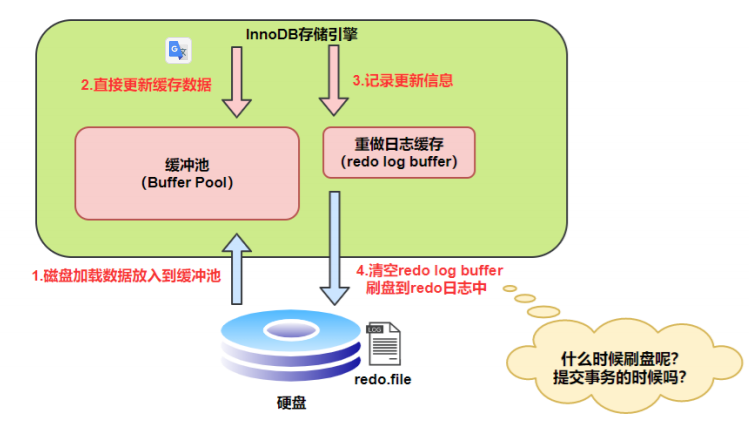 InnoDB存储引擎
2.直接更新缓存数据
3.记录更新信息
缓冲池
（Buffer Pool）
重做日志缓存
（redo log buffer）
1.磁盘加载数据放入到缓冲池
4.清空redo log buffer
刷盘到redo日志中
什么时候刷盘呢？
提交事务的时候吗？
LOG
redo.file
硬盘
G